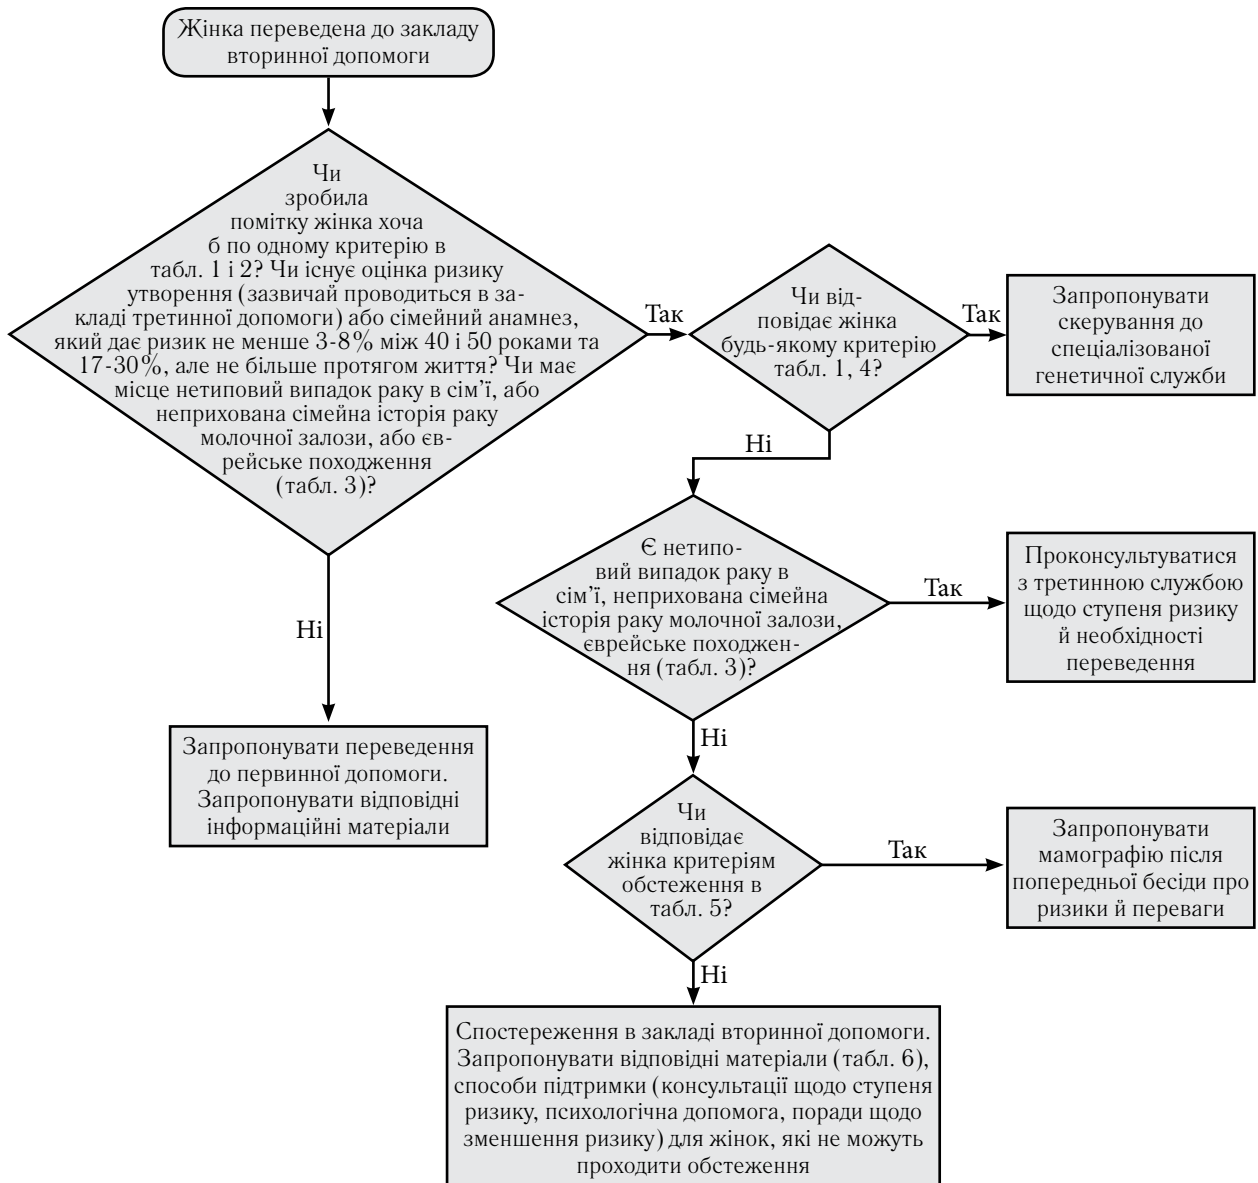 Жінка переведена до закладу
вторинної допомоги
Чи
зробила
помітку жінка хоча
б по одному критерію в
табл. 1 і 2? Чи існує оцінка ризику
утворення (зазвичай проводиться в за-
кладі третинної допомоги) або сімейний анамнез,
який дає ризик не менше 3-8% між 40 і 50 роками та
17-30%, але не більше протягом життя? Чи має
місце нетиповий випадок раку в сім’ї, або
неприхована сімейна історія раку
молочної залози, або єв-
рейське походження
(табл. 3)?
Так
Чи від-
повідає жінка
будь-якому критерію
табл. 1, 4?
Так
Запропонувати
скерування до
спеціалізованої
генетичної служби
Ні
Є нетипо-
вий випадок раку в
сім’ї, неприхована сімейна
історія раку молочної залози,
єврейське походжен-
ня (табл. 3)?
Так
Проконсультуватися
з третинною службою
щодо ступеня ризику
й необхідності
переведення
Ні
Запропонувати переведення
до первинної допомоги.
Запропонувати відповідні
інформаційні матеріали
Ні
Чи
відповідає
жінка критеріям
обстеження в
табл. 5?
Так
Запропонувати
мамографію після
попередньої бесіди про
ризики й переваги
Ні
Спостереження в закладі вторинної допомоги.
Запропонувати відповідні матеріали (табл. 6),
способи підтримки (консультації щодо ступеня
ризику, психологічна допомога, поради щодо
зменшення ризику) для жінок, які не можуть
проходити обстеження